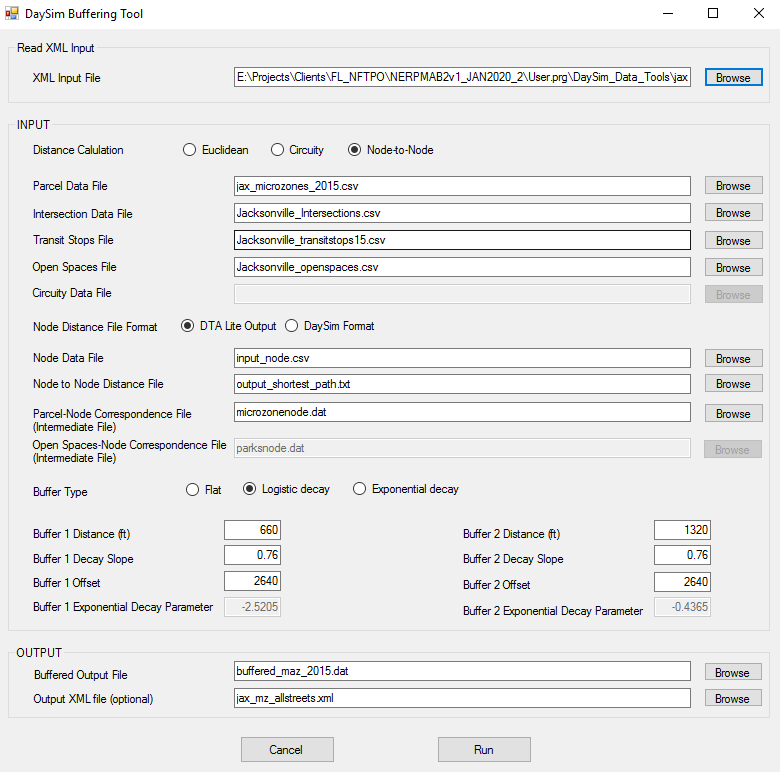 DaySim Buffering Tool
Read XML Input
XML Input File E:\Projects\Clients\FL_NFTPO\NERPMAB2v1_JAN2020_2\User.prg\DaySim_Data_Tools\jax Browse
INPUT
Distance Calulation Euclidean Circuity Node-to-Node
Parcel Data File jax_microzones_2015.csv Browse
Intersection Data File Jacksonville_Intersections.csv Browse
Transit Stops File Jacksonville_transitstops15.csv Browse
Open Spaces File Jacksonville_openspaces.csv Browse
Circuity Data File Browse
Node Distance File Format DTA Lite Output DaySim Format
Node Data File input_node.csv Browse
Node to Node Distance File output_shortest_path.txt Browse
Parcel-Node Correspondence File microzonenode.dat Browse
(Intermediate File)
Open Spaces-Node Correspondence File parksnode.dat Browse
(Intermediate File)
Buffer Type Flat Logistic decay Exponential decay
Buffer 1 Distance (ft) 660 Buffer 2 Distance (ft) 1320
Buffer 1 Decay Slope 0.76 Buffer 2 Decay Slope 0.76
Buffer 1 Offset 2640 Buffer 2 Offset 2640
Buffer 1 Exponential Decay Parameter -2.5205 Buffer 2 Exponential Decay Parameter -0.4365
OUTPUT
Buffered Output File buffered_maz_2015.dat Browse
Output XML file (optional) jax_mz_allstreets.xml Browse
Cancel Run